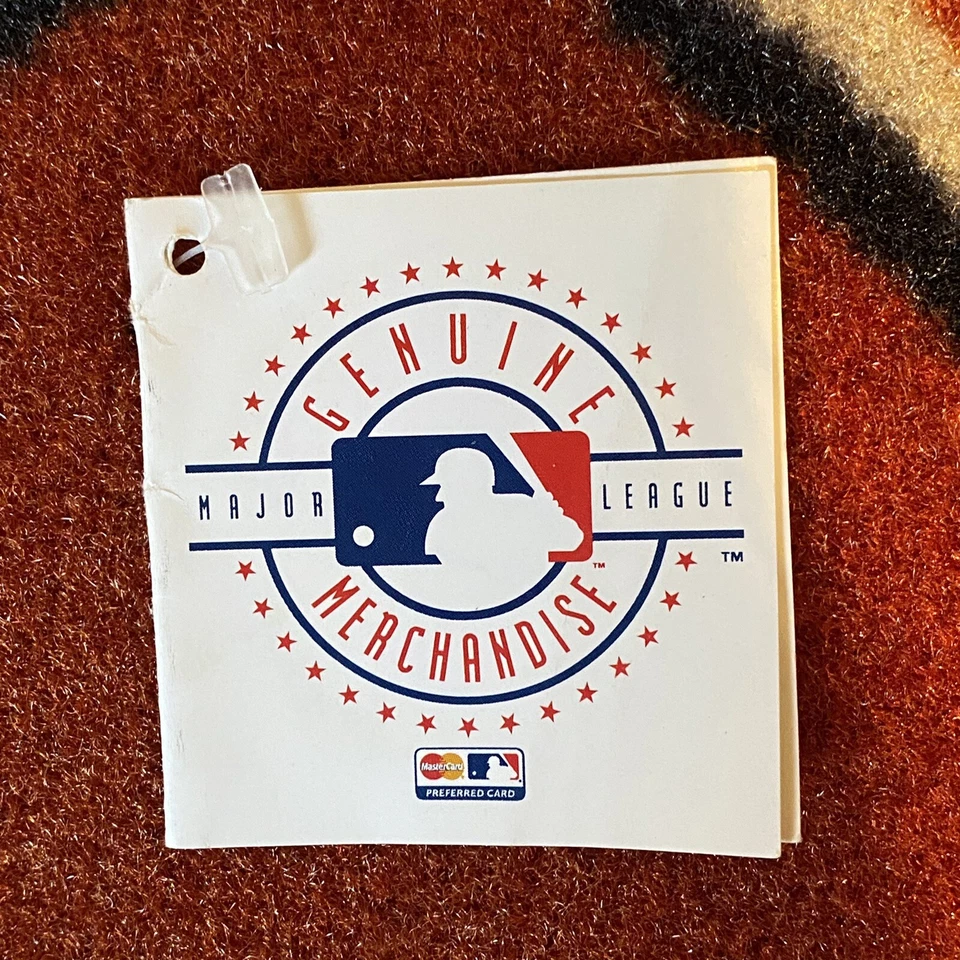 GENUINE
MAJOR LEAGUE
TM
TM
MERCHANDISE
MasterCard
PREFERRED CARD